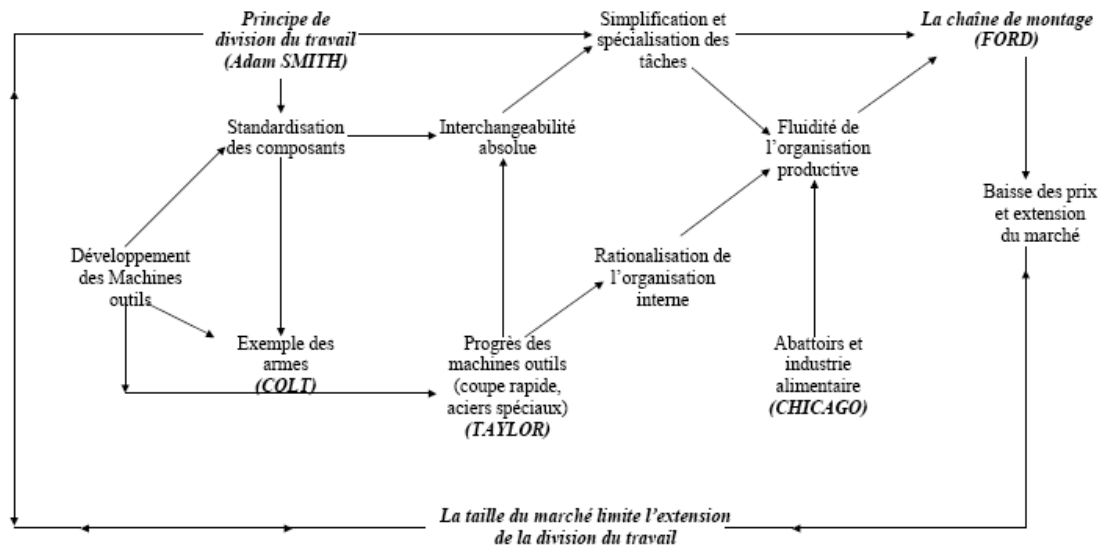 Principe de
division du travail
(Adam SMITH)
Simplification et
spécialisation des
tâches
La chaîne de montage
(FORD)
Standardisation
des composants
Interchangeabilité
absolue
Fluidité de
l'organisation
productive
Baisse des prix
et extension
du marché
Développement
des Machines
outils
Rationalisation de
l'organisation
interne
Exemple des
armes
(COLT)
Progrès des
machines outils
(coupe rapide,
aciers spéciaux)
(TAYLOR)
Abattoirs et
industrie
alimentaire
(CHICAGO)
La taille du marché limite l'extension
de la division du travail